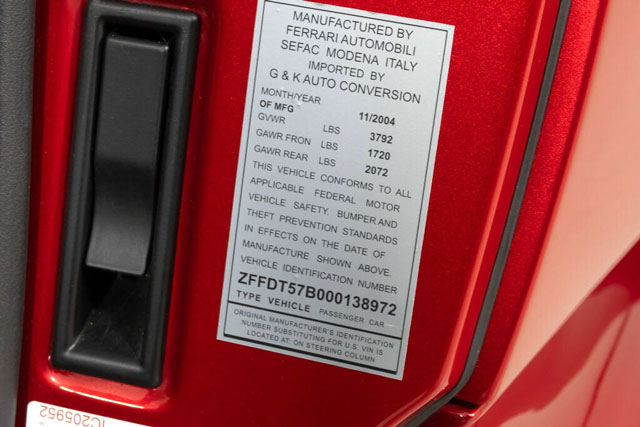 MANUFACTURED BY
FERRARI AUTOMOBILI
SEFAC MODENA ITALY
IMPORTED BY
G & K AUTO CONVERSION
MONTH/YEAR
OF MFG 11/2004
GVWR LBS 3792
GAWR FRON LBS 1720
GAWR REAR LBS 2072
THIS VEHICLE CONFORMS TO ALL
APPLICABLE FEDERAL MOTOR
VEHICLE SAFETY. BUMPER AND
THEFT PREVENTION STANDARDS
IN EFFECTS ON THE DATE OF
MANUFACTURE SHOWN ABOVE.
VEHICLE IDENTIFICATION NUMBER
ZFFDT57B000138972
TYPE VEHICLE PASSENGER CAR
ORIGINAL MANUFACTURER'S IDENTIFICATION
NUMBER SUBSTITUTING FOR U.S. VIN IS
LOCATED AT: ON STEERING COLUMN
IC205952